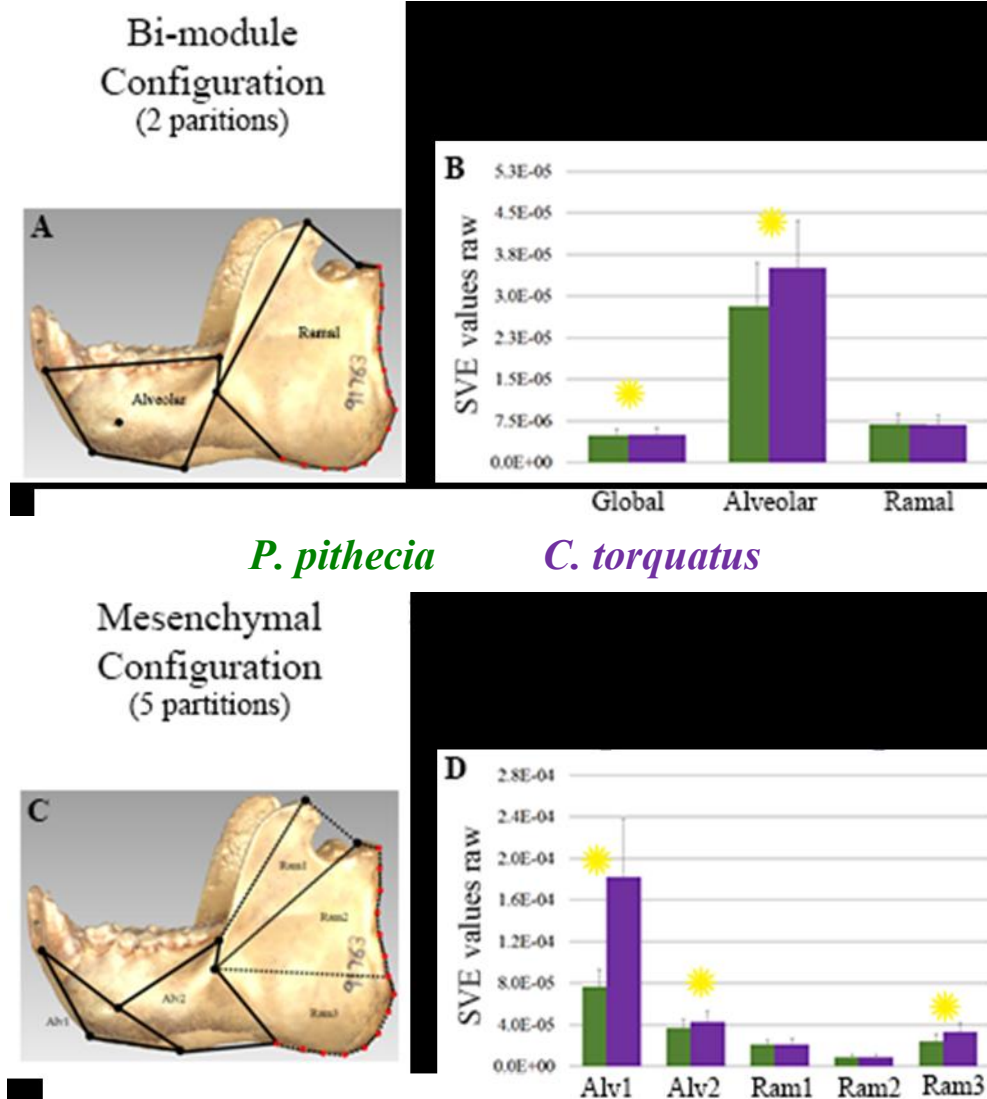 Bi-module
Configuration
(2 paritions)
A
Ramal
Alveolar
91763
B
SVE values raw
5.3E-05
4.5E-05
3.8E-05
3.0E-05
2.3E-05
1.5E-05
7.5E-06
0.0E+00
Global Alveolar Ramal
P. pithecia C. torquatus
Mesenchymal
Configuration
(5 partitions)
C
Ram1
Ram2
91763
Alv2
Alv1
Ram3
D
SVE values raw
2.8E-04
2.4E-04
2.0E-04
1.6E-04
1.2E-04
8.0E-05
4.0E-05
0.0E+00
Alv1 Alv2 Ram1 Ram2 Ram3